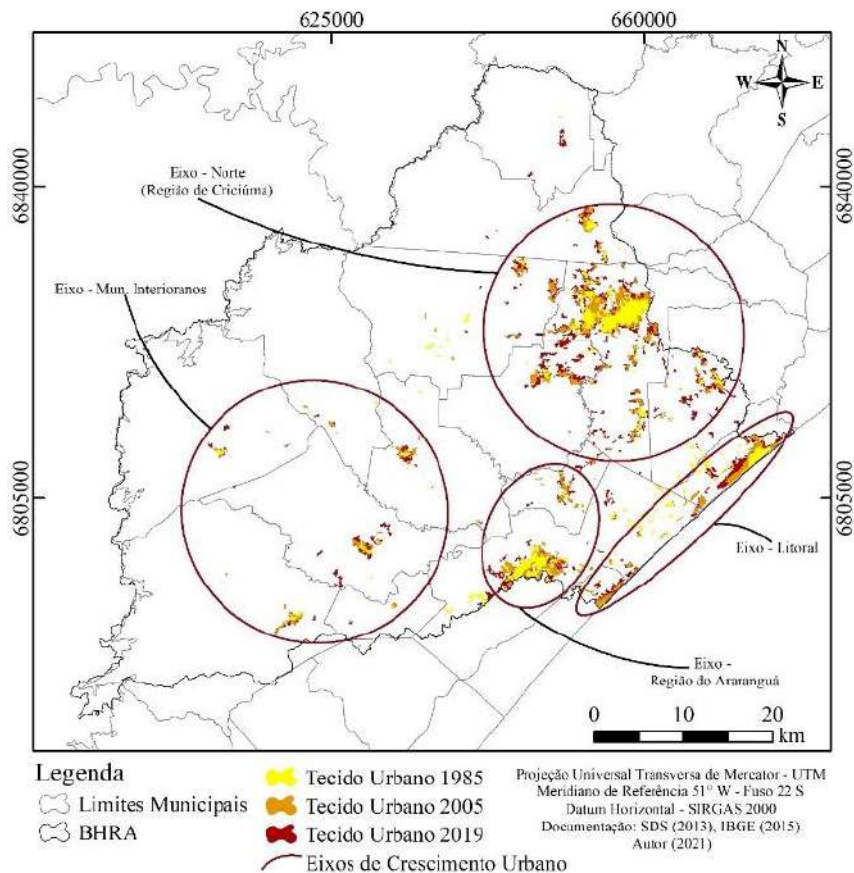 625000 660000
N
W E
S
6840000 6840000
Eixo - Norte
(Região de Criciúma)
Eixo - Mun. Interioranos
6805000 6805000
Eixo - Litoral
Eixo -
Região do Araranguá
0 10 20
km
Legenda
Limites Municipais
BHRA
Tecido Urbano 1985
Tecido Urbano 2005
Tecido Urbano 2019
Eixos de Crescimento Urbano
Projeção Universal Transversa de Mercator - UTM
Meridiano de Referência 51° W - Fuso 22 S
Datum Horizontal - SIRGAS 2000
Documentação: SDS (2013), IBGE (2015)
Autor (2021)